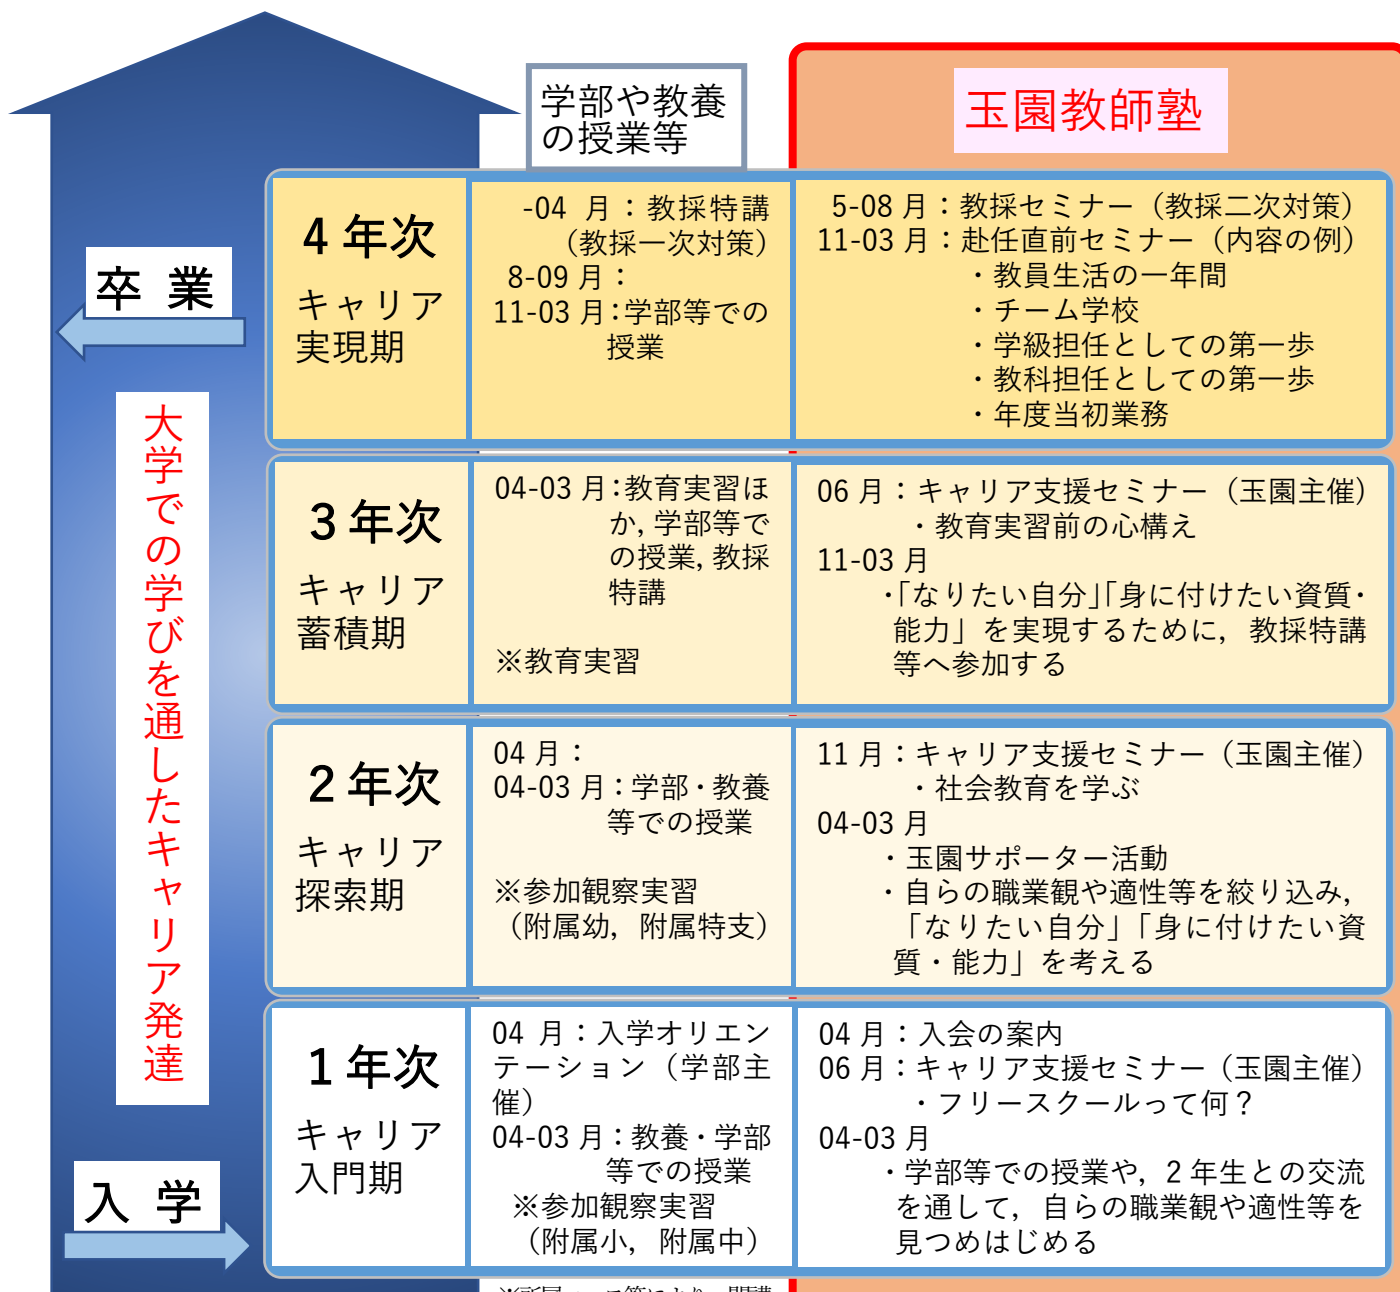 学部や教養
の授業等
玉園教師塾
卒 業
大学での学びを通したキャリア発達
入 学
4年次
キャリア
実現期
-04 月：教採特講
（教採一次対策）
8-09 月：
11-03 月：学部等での
授業
5-08 月：教採セミナー（教採二次対策）
11-03 月：赴任直前セミナー（内容の例）
・教員生活の一年間
・チーム学校
・学級担任としての第一歩
・教科担任としての第一歩
・年度当初業務
3年次
キャリア
蓄積期
04-03 月：教育実習ほ
か，学部等で
の授業，教採
特講
※教育実習
06 月：キャリア支援セミナー（玉園主催）
・教育実習前の心構え
11-03 月
・「なりたい自分」「身に付けたい資質・
能力」を実現するために，教採特講
等へ参加する
2年次
キャリア
探索期
04 月：
04-03 月：学部・教養
等での授業
※参加観察実習
（附属幼，附属特支）
11 月：キャリア支援セミナー（玉園主催）
・社会教育を学ぶ
04-03 月
・玉園サポーター活動
・自らの職業観や適性等を絞り込み，
「なりたい自分」「身に付けたい資
質・能力」を考える
1年次
キャリア
入門期
04 月：入学オリエン
テーション（学部主
催）
04-03 月：教養・学部
等での授業
※参加観察実習
（附属小，附属中）
04 月：入会の案内
06 月：キャリア支援セミナー（玉園主催）
・フリースクールって何？
04-03 月
・学部等での授業や，2 年生との交流
を通して，自らの職業観や適性等を
見つめはじめる